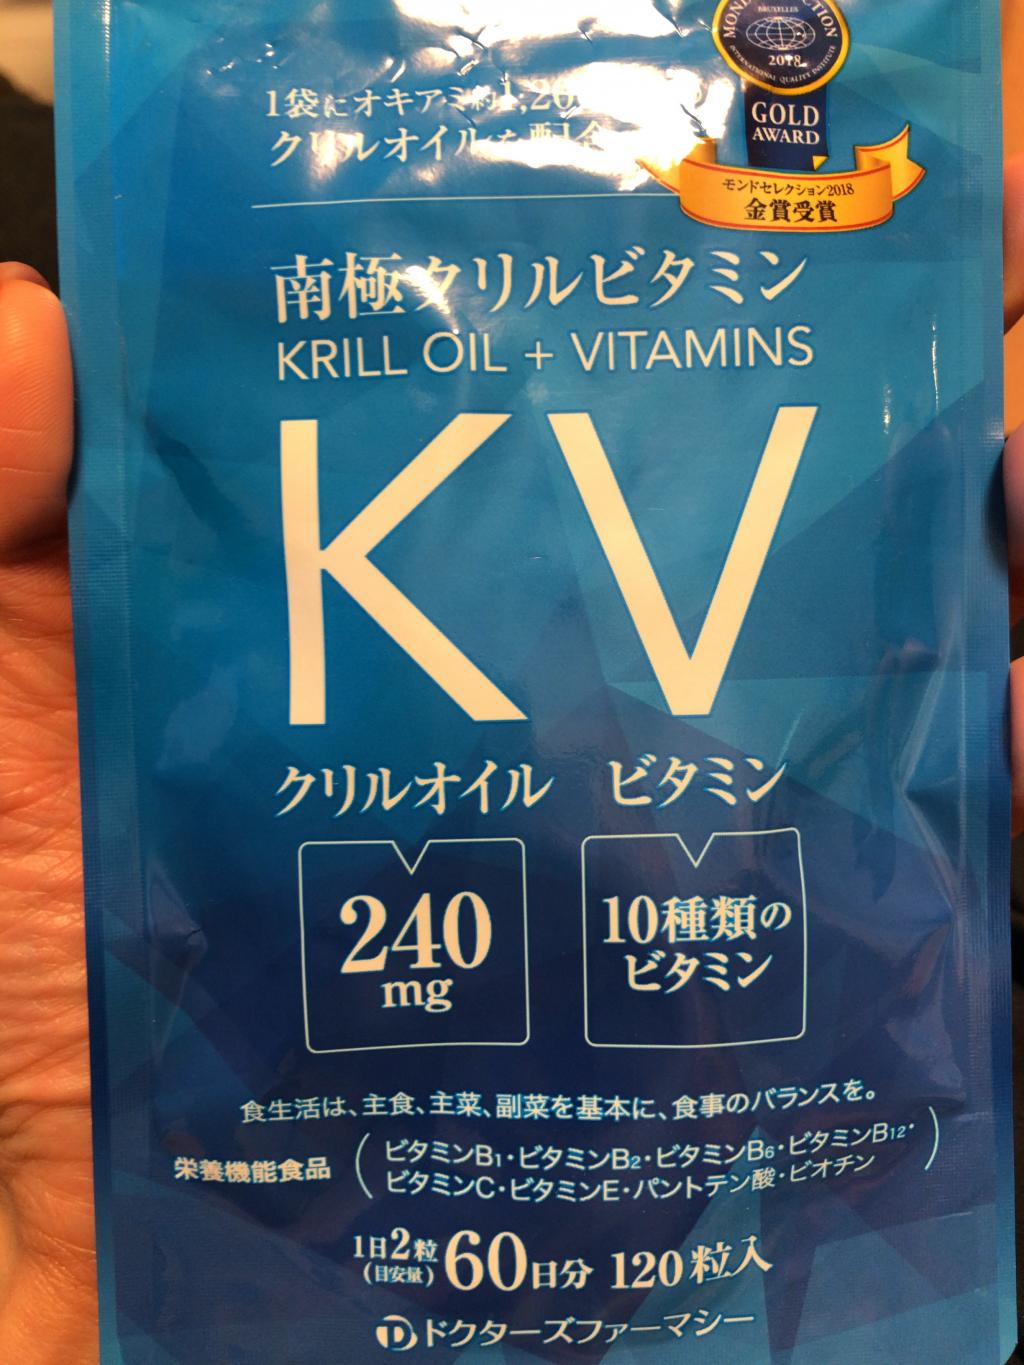 BRUXELLES
INTERNATIONAL QUALITY INSTITUTE
2018
GOLD
AWARD
モンドセレクション2018
金賞受賞
1袋にオキアミ約
クリルオイル
南極クリルビタミン
KRILL OIL + VITAMINS
KV
クリルオイル ビタミン
240
mg
10種類の
ビタミン
食生活は、主食、主菜、副菜を基本に、食事のバランスを。
栄養機能食品
(ビタミンB1・ビタミンB2・ビタミンB6・ビタミンB12・
ビタミンC・ビタミンE・パントテン酸・ビオチン)
1日2粒
(目安量)
60日分 120粒入
ドクターズファーマシー